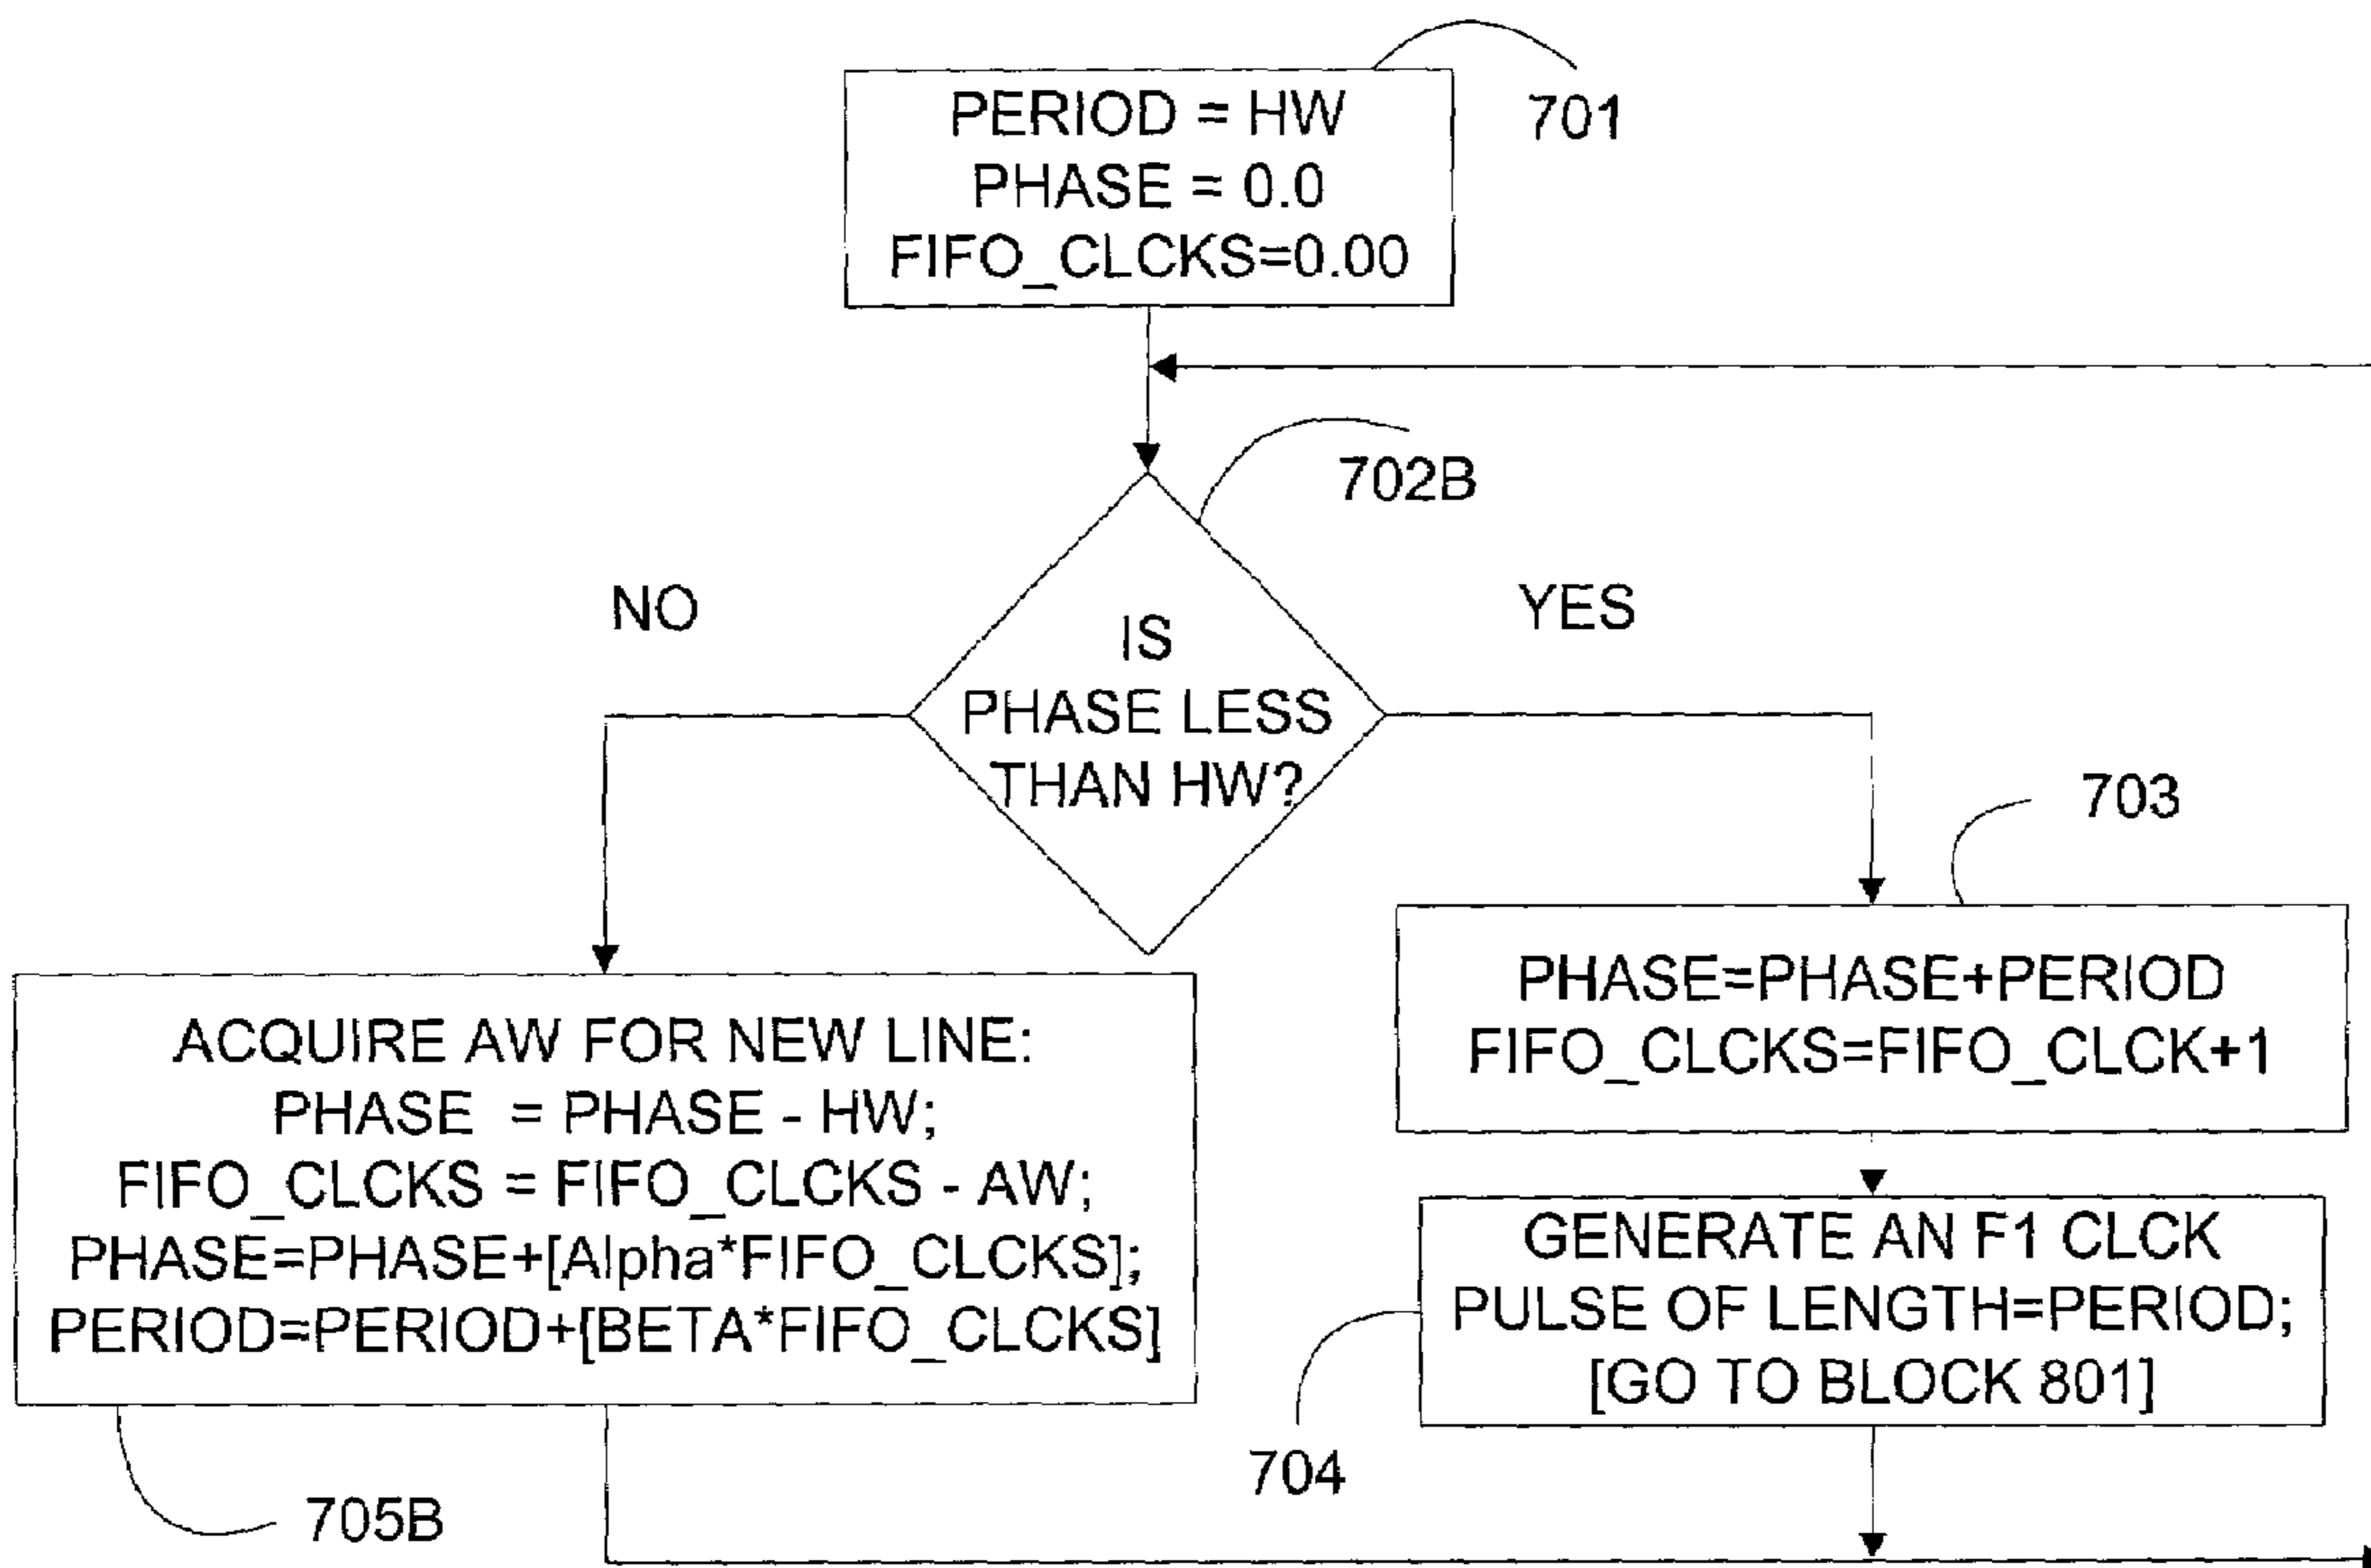 PERIOD = HW
PHASE = 0.0
FIFO_CLCKS=0.00
701
702B
NO
YES
IS
PHASE LESS
THAN HW?
703
PHASE=PHASE+PERIOD
FIFO_CLCKS=FIFO_CLCK+1
ACQUIRE AW FOR NEW LINE:
PHASE = PHASE - HW;
FIFO_CLCKS = FIFO_CLCKS - AW;
PHASE=PHASE+[Alpha*FIFO_CLCKS];
PERIOD=PERIOD+[BETA*FIFO_CLCKS]
GENERATE AN F1 CLCK
PULSE OF LENGTH=PERIOD;
[GO TO BLOCK 801]
704
705B